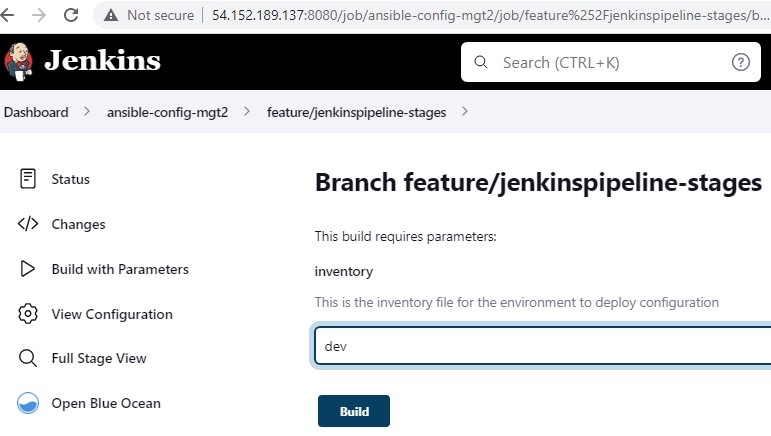 Not secure | 54.152.189.137:8080/job/ansible-config-mgt2/job/feature%252Fjenkinspipeline-stages/b...
Jenkins
Search (CTRL+K)
Dashboard > ansible-config-mgt2 > feature/jenkinspipeline-stages >
Status
Changes
Build with Parameters
View Configuration
Full Stage View
Open Blue Ocean
Branch feature/jenkinspipeline-stages
This build requires parameters:
inventory
This is the inventory file for the environment to deploy configuration
dev
Build